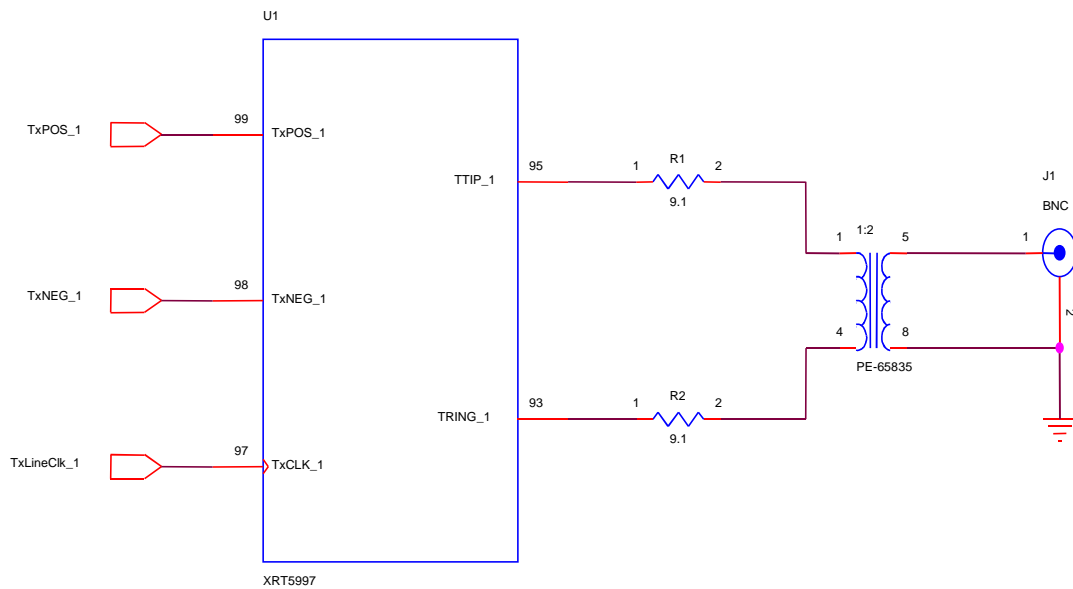 U1
TxPOS_1
99
TxPOS_1
TTIP_1
95
1
R1
2
9.1
J1
BNC
1
1:2
5
1
2
TxNEG_1
98
TxNEG_1
4
8
PE-65835
TRING_1
93
1
R2
2
9.1
TxLineClk_1
97
TxCLK_1
XRT5997